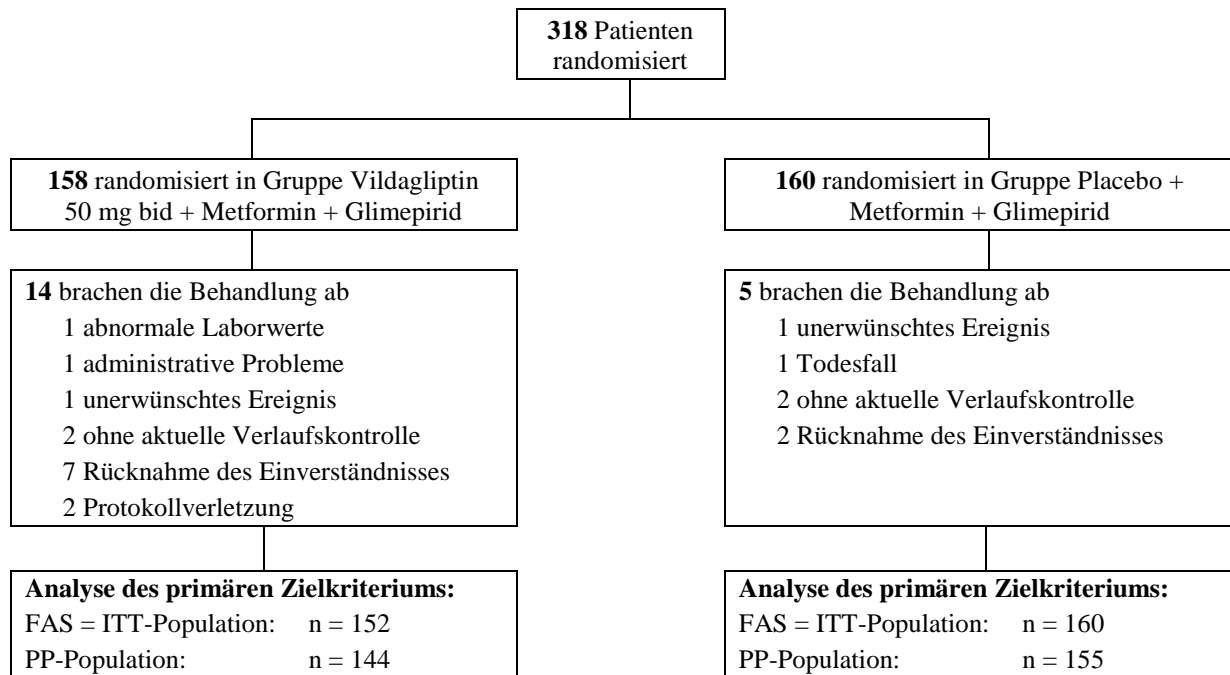 318 Patienten
randomisiert
158 randomisiert in Gruppe Vildagliptin
50 mg bid + Metformin + Glimepirid
160 randomisiert in Gruppe Placebo +
Metformin + Glimepirid
14 brachen die Behandlung ab
1 abnormale Laborwerte
1 administrative Probleme
1 unerwünschtes Ereignis
2 ohne aktuelle Verlaufskontrolle
7 Rücknahme des Einverständnisses
2 Protokollverletzung
5 brachen die Behandlung ab
1 unerwünschtes Ereignis
1 Todesfall
2 ohne aktuelle Verlaufskontrolle
2 Rücknahme des Einverständnisses
Analyse des primären Zielkriteriums:
FAS = ITT-Population: n = 152
PP-Population: n = 144
Analyse des primären Zielkriteriums:
FAS = ITT-Population: n = 160
PP-Population: n = 155